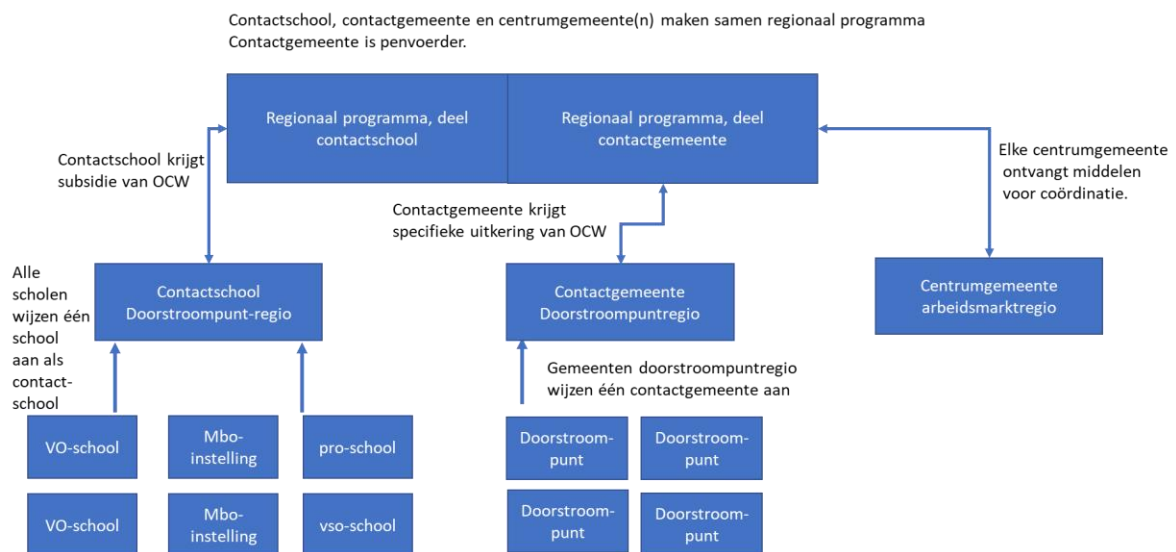 Contactschool, contactgemeente en centrumgemeente(n) maken samen regionaal programma
Contactgemeente is penvoerder.
Regionaal programma, deel
contactschool
Regionaal programma, deel
contactgemeente
Contactschool krijgt
subsidie van OCW
Contactgemeente krijgt
specifieke uitkering van OCW
Elke centrumgemeente
ontvangt middelen
voor coördinatie.
Alle
scholen
wijzen één
school
aan als
contact-
school
Contactschool
Doorstroompunt-regio
Contactgemeente
Doorstroompuntregio
Centrumgemeente
arbeidsmarktregio
Gemeenten doorstroompuntregio
wijzen één contactgemeente aan
VO-school
Mbo-
instelling
pro-school
Doorstroom-
punt
Doorstroom-
punt
VO-school
Mbo-
instelling
vso-school
Doorstroom-
punt
Doorstroom-
punt